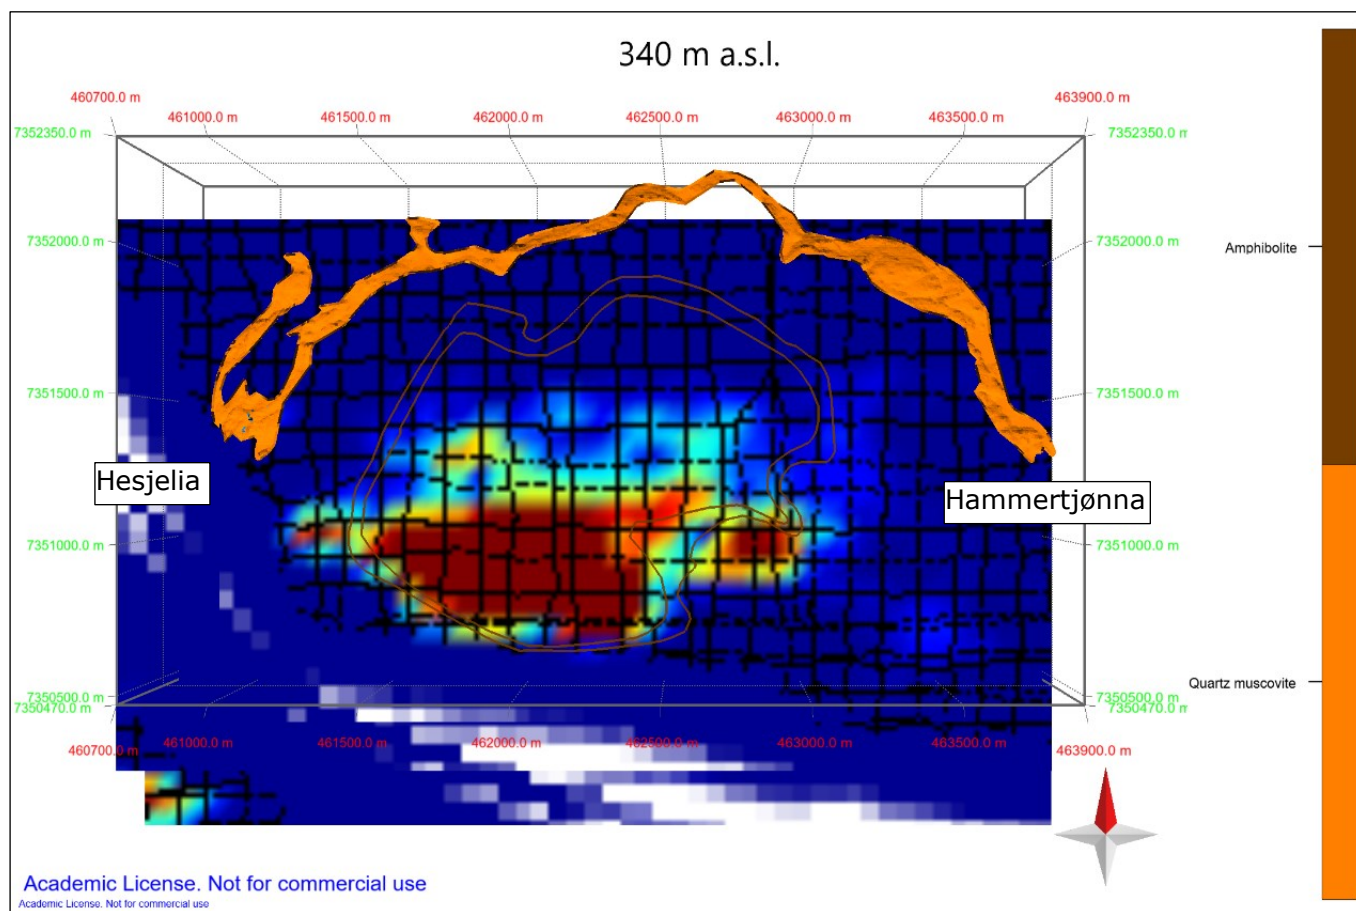 340 m a.s.l.
460700.0 m
463900.0 m
461000.0 m
461500.0 m
462000.0 m
462500.0 m
463000.0 m
463500.0 m
7352350.0 m
7352350.0 m
7352000.0 m
7352000.0 m
Amphibolite
7351500.0 m
7351500.0 m
Hesjelia
Hammertjønna
7351000.0 m
7351000.0 m
Quartz muscovite
7350500.0 m
7350500.0 m
7350470.0 m
7350470.0 m
460700.0 m
461000.0 m
461500.0 m
462000.0 m
462500.0 m
463000.0 m
463500.0 m
463900.0 m
Academic License. Not for commercial use
Academic License. Not for commercial use